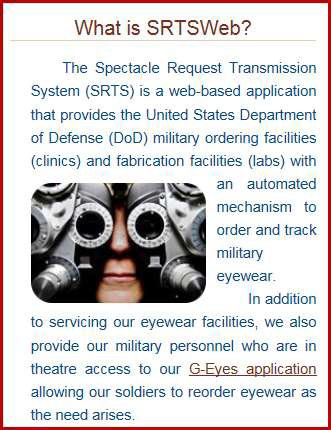 What is SRTSWeb?
The Spectacle Request Transmission
System (SRTS) is a web-based application
that provides the United States Department
of Defense (DoD) military ordering facilities
(clinics) and fabrication facilities (labs) with
an automated
mechanism to
order and track
military
eyewear.
In addition
to servicing our eyewear facilities, we also
provide our military personnel who are in
theatre access to our G-Eyes application
allowing our soldiers to reorder eyewear as
the need arises.